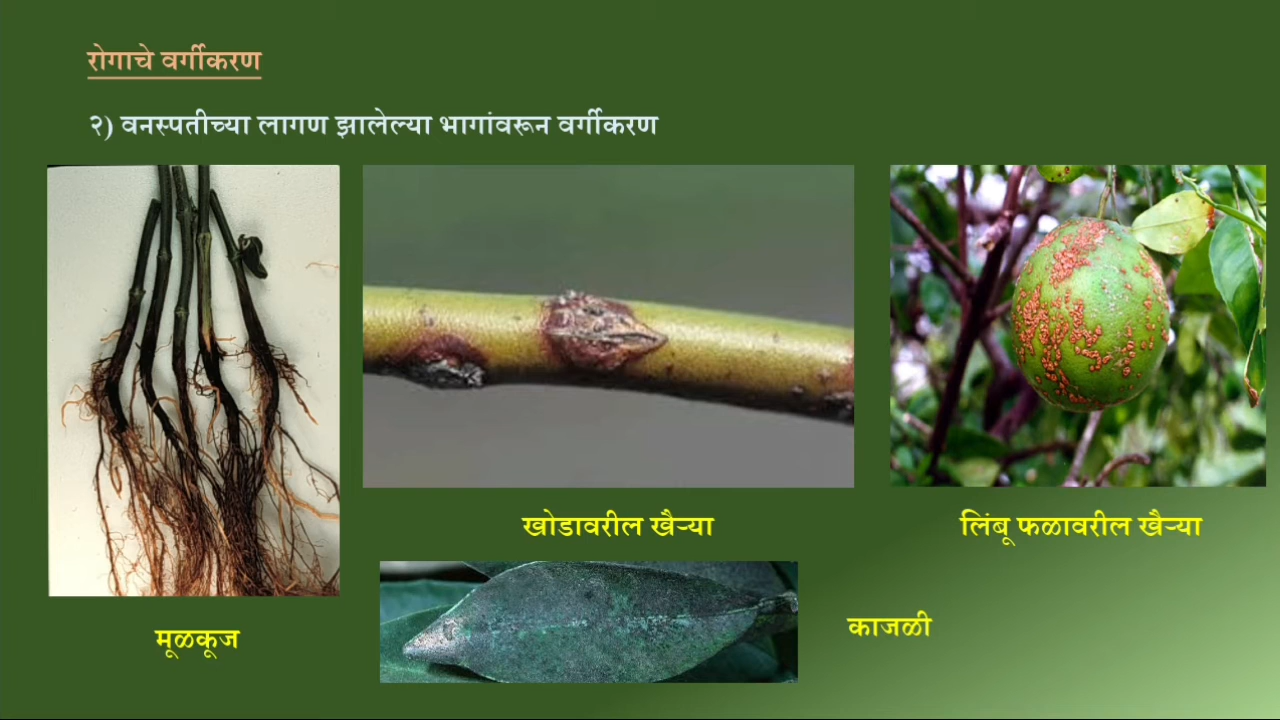 रोगाचे वर्गीकरण
२) वनस्पतीच्या लागण झालेल्या भागांवरून वर्गीकरण
खोडावरील खैऱ्या
लिंबू फळावरील खैऱ्या
मूळकूज
काजळी